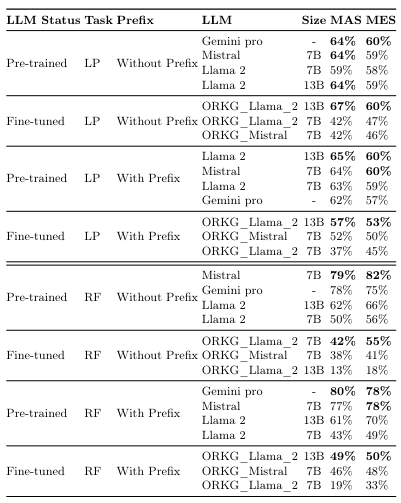 LLM Status Task Prefix LLM Size MAS MES
Gemini pro - 64% 60%
Mistral 7B 64% 59%
Pre-trained LP Without Prefix
Llama 2 7B 59% 58%
Llama 2 13B 64% 59%
ORKG_Llama_2 13B 67% 60%
Fine-tuned LP Without Prefix ORKG_Llama_2 7B 42% 47%
ORKG_Mistral 7B 42% 46%
Llama 2 13B 65% 60%
Mistral 7B 64% 60%
Pre-trained LP With Prefix
Llama 2 7B 63% 59%
Gemini pro - 62% 57%
ORKG_Llama_2 13B 57% 53%
Fine-tuned LP With Prefix ORKG_Mistral 7B 52% 50%
ORKG_Llama_2 7B 37% 45%
Mistral 7B 79% 82%
Gemini pro - 78% 75%
Pre-trained RF Without Prefix
Llama 2 13B 62% 66%
Llama 2 7B 50% 56%
ORKG_Llama_2 7B 42% 55%
Fine-tuned RF Without Prefix ORKG_Mistral 7B 38% 41%
ORKG_Llama_2 13B 13% 18%
Gemini pro - 80% 78%
Mistral 7B 77% 78%
Pre-trained RF With Prefix
Llama 2 13B 61% 70%
Llama 2 7B 43% 49%
ORKG_Llama_2 13B 49% 50%
Fine-tuned RF With Prefix ORKG_Mistral 7B 46% 48%
ORKG_Llama_2 7B 19% 33%